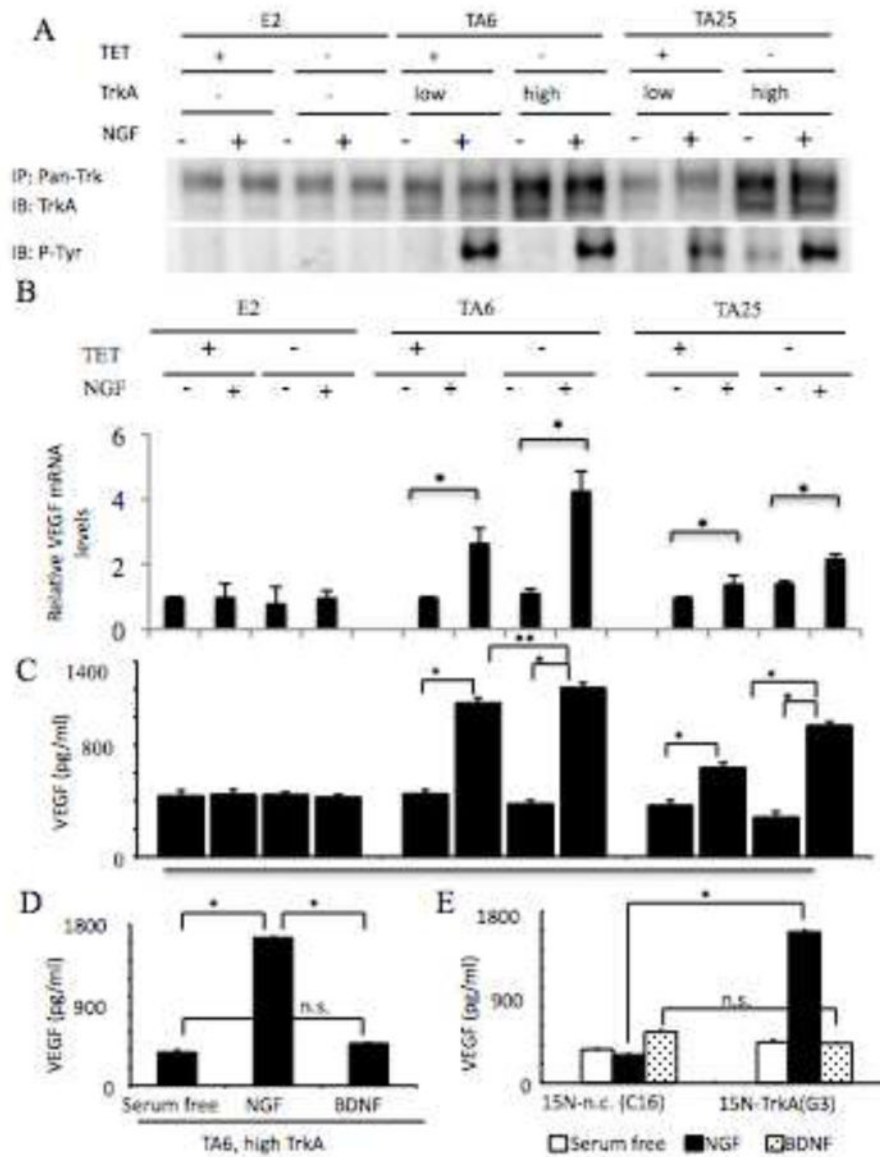 A
E2 TA6 TA25
TET + - + - + -
TrkA - - low high low high
NGF - + - + - + - + - + - +
IP: Pan-Trk
IB: TrkA
IB: P-Tyr
B
E2 TA6 TA25
TET + - + - + -
NGF - + - + - + - + - + - +
Relative VEGF mRNA levels
6
4
2
0
* * * *
C
VEGF (pg/ml)
1400
800
0
* ** * * * *
D
VEGF (pg/ml)
1800
900
0
* *
n.s.
Serum free NGF BDNF
TA6, high TrkA
E
VEGF (pg/ml)
1800
900
0
*
n.s.
15N-n.c. (C16) 15N-TrkA(G3)
Serum free NGF BDNF